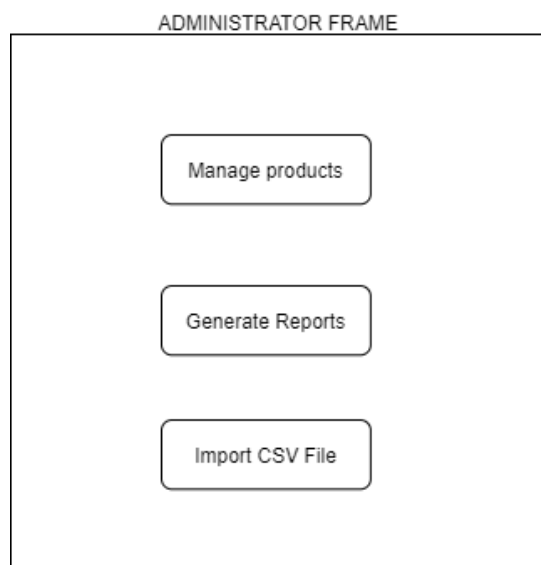 ADMINISTRATOR FRAME
Manage products
Generate Reports
Import CSV File